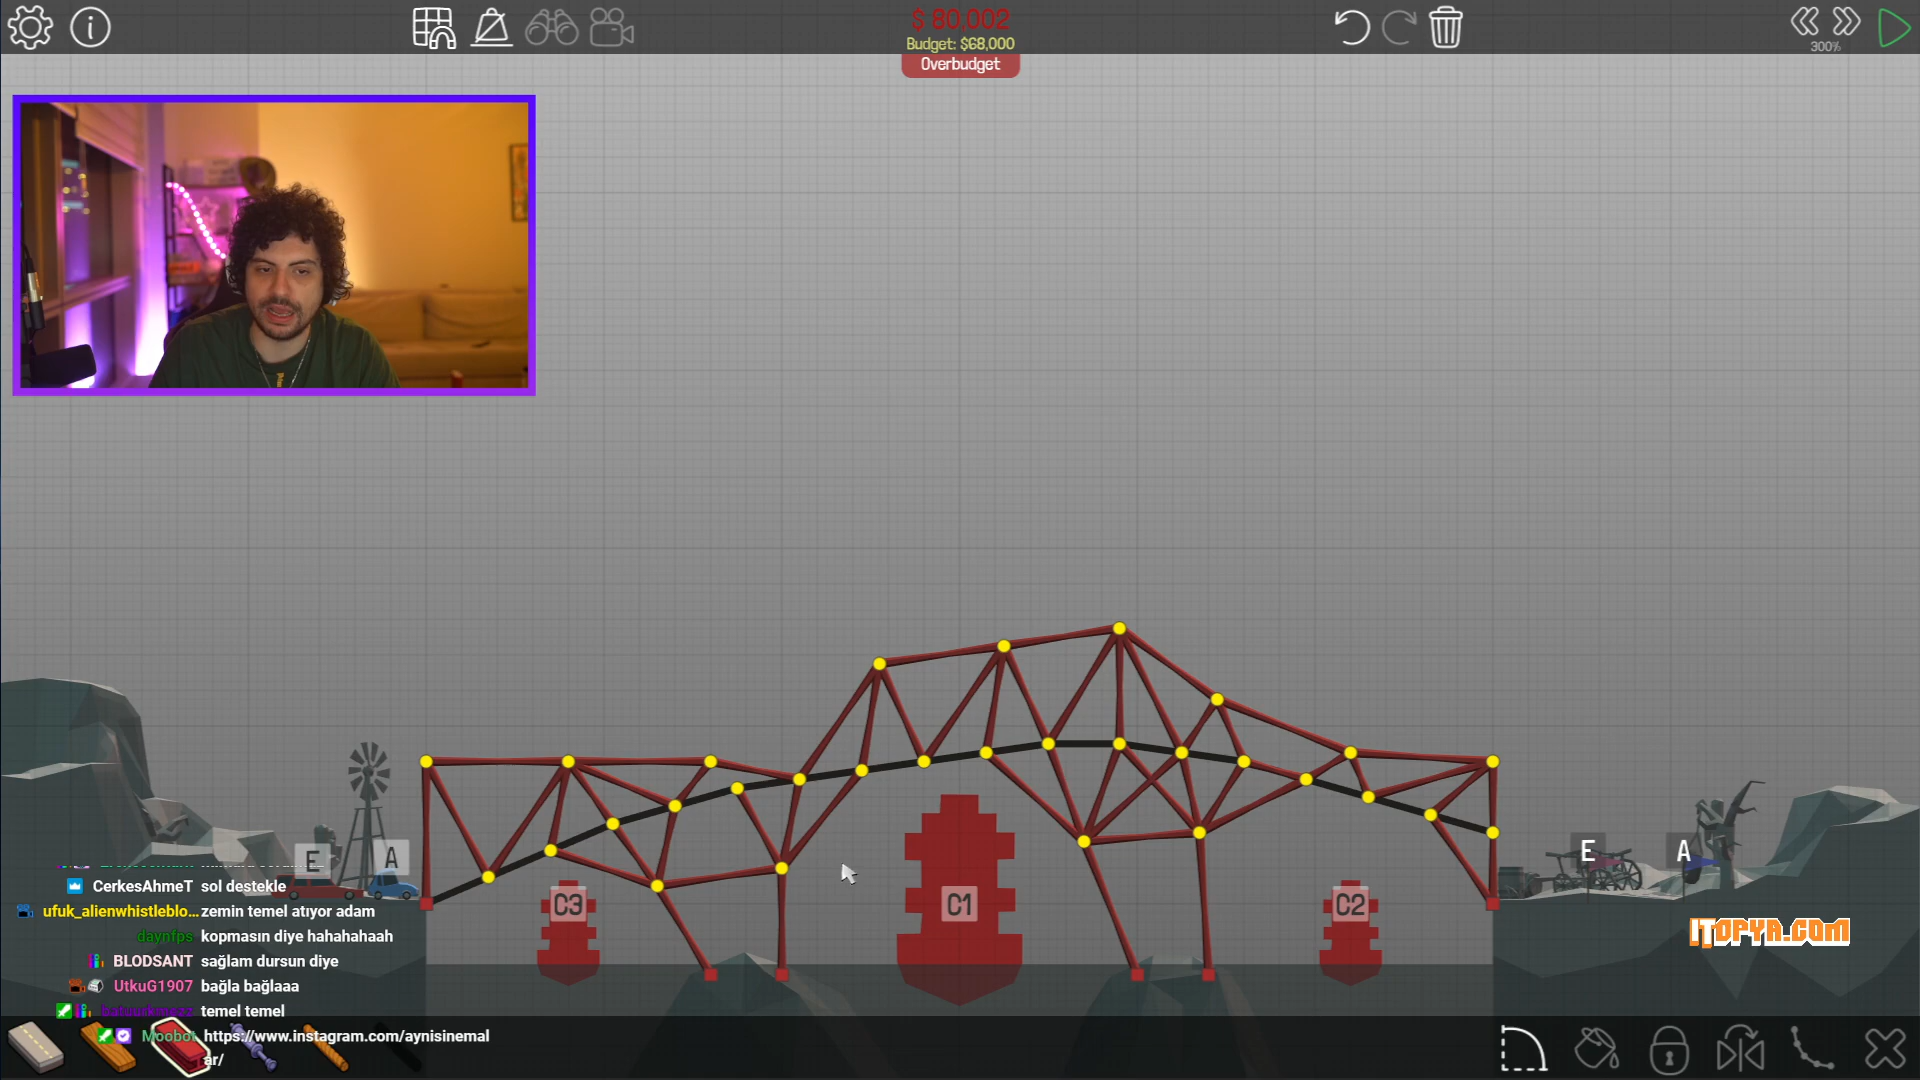 $ 80,002
Budget: $68,000
Overbudget
300%
E A
E A
C3
C1
C2
CerkesAhmeT sol destekle
ufuk_alienwhistleblo... zemin temel atıyor adam
daynfps kopmasın diye hahahahaah
BLODSANT sağlam dursun diye
UtkuG1907 bağla bağlaaa
temel temel
Moobot https://www.instagram.com/aynisinemal
ar/
ITOPYA.COM